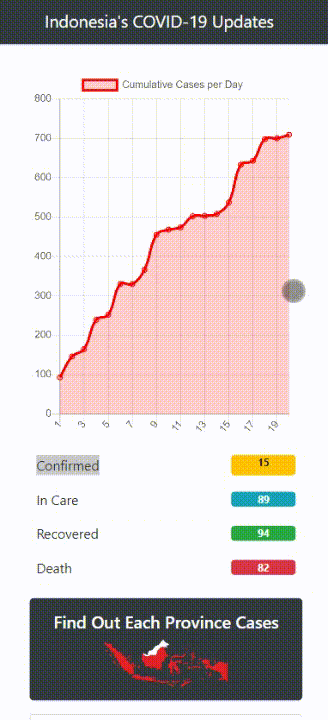 Indonesia's COVID-19 Updates
Cumulative Cases per Day
800
700
600
500
400
300
200
100
0
1 3 5 7 9 11 13 15 17 19
Confirmed 15
In Care 89
Recovered 94
Death 82
Find Out Each Province Cases